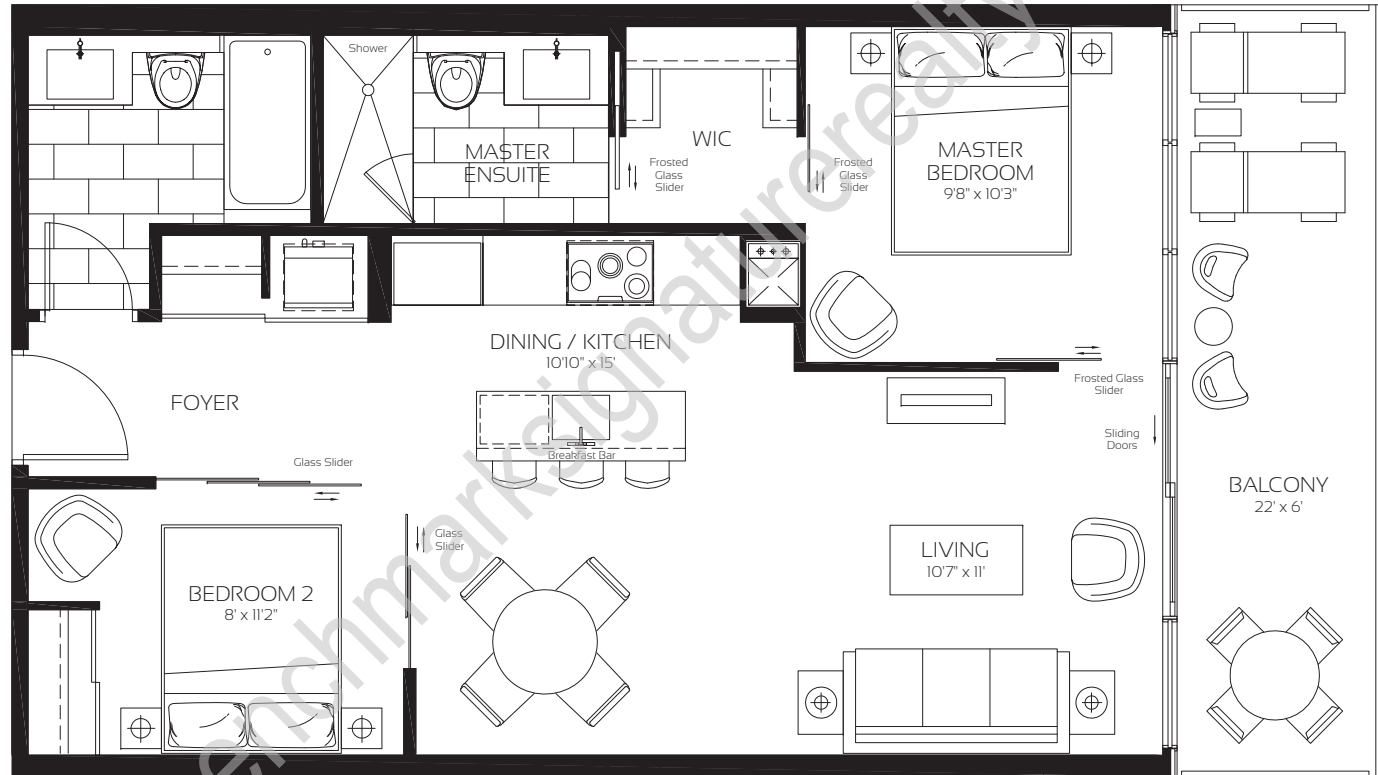 Shower
MASTER
ENSUITE
WIC
Frosted
Glass
Slider
Frosted
Glass
Slider
MASTER
BEDROOM
9'8" x 10'3"
DINING / KITCHEN
10'10" x 15'
FOYER
Breakfast Bar
Glass Slider
Glass
Slider
Frosted Glass
Slider
Sliding
Doors
BALCONY
22' x 6'
LIVING
10'7" x 11'
BEDROOM 2
8' x 11'2"
enchmarksignaturerealty